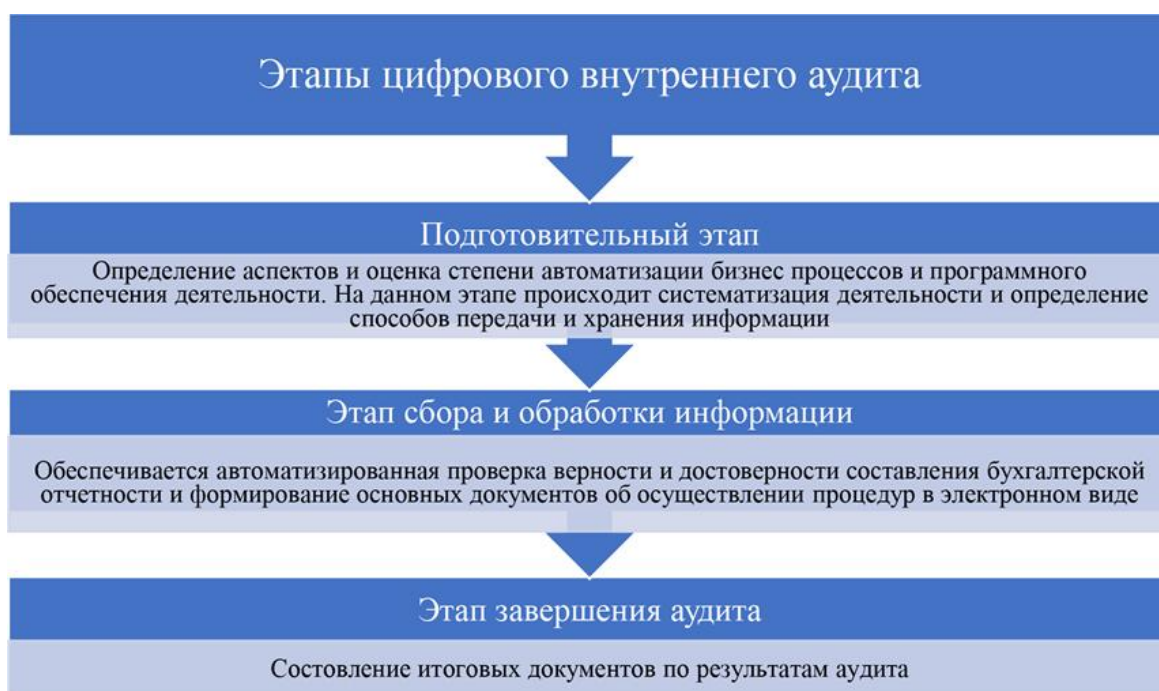 Этапы цифрового внутреннего аудита
Подготовительный этап
Определение аспектов и оценка степени автоматизации бизнес процессов и программного
обеспечения деятельности. На данном этапе происходит систематизация деятельности и определение
способов передачи и хранения информации
Этап сбора и обработки информации
Обеспечивается автоматизированная проверка верности и достоверности составления бухгалтерской
отчетности и формирование основных документов об осуществлении процедур в электронном виде
Этап завершения аудита
Состовление итоговых документов по результатам аудита